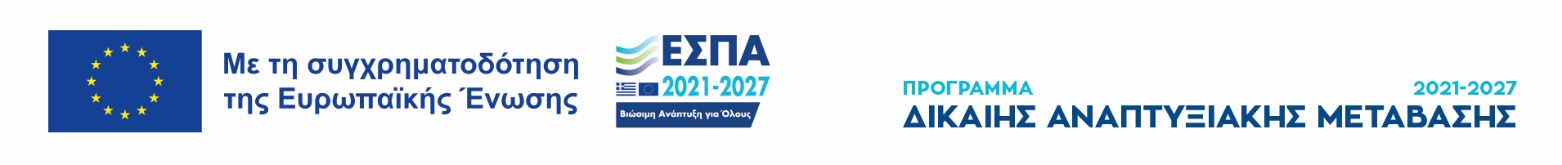 Με τη συγχρηματοδότηση
της Ευρωπαϊκής Ένωσης
ΕΣΠΑ
2021-2027
Βιώσιμη Ανάπτυξη για Όλους
ΠΡΟΓΡΑΜΜΑ 2021-2027
ΔΙΚΑΙΗΣ ΑΝΑΠΤΥΞΙΑΚΗΣ ΜΕΤΑΒΑΣΗΣ